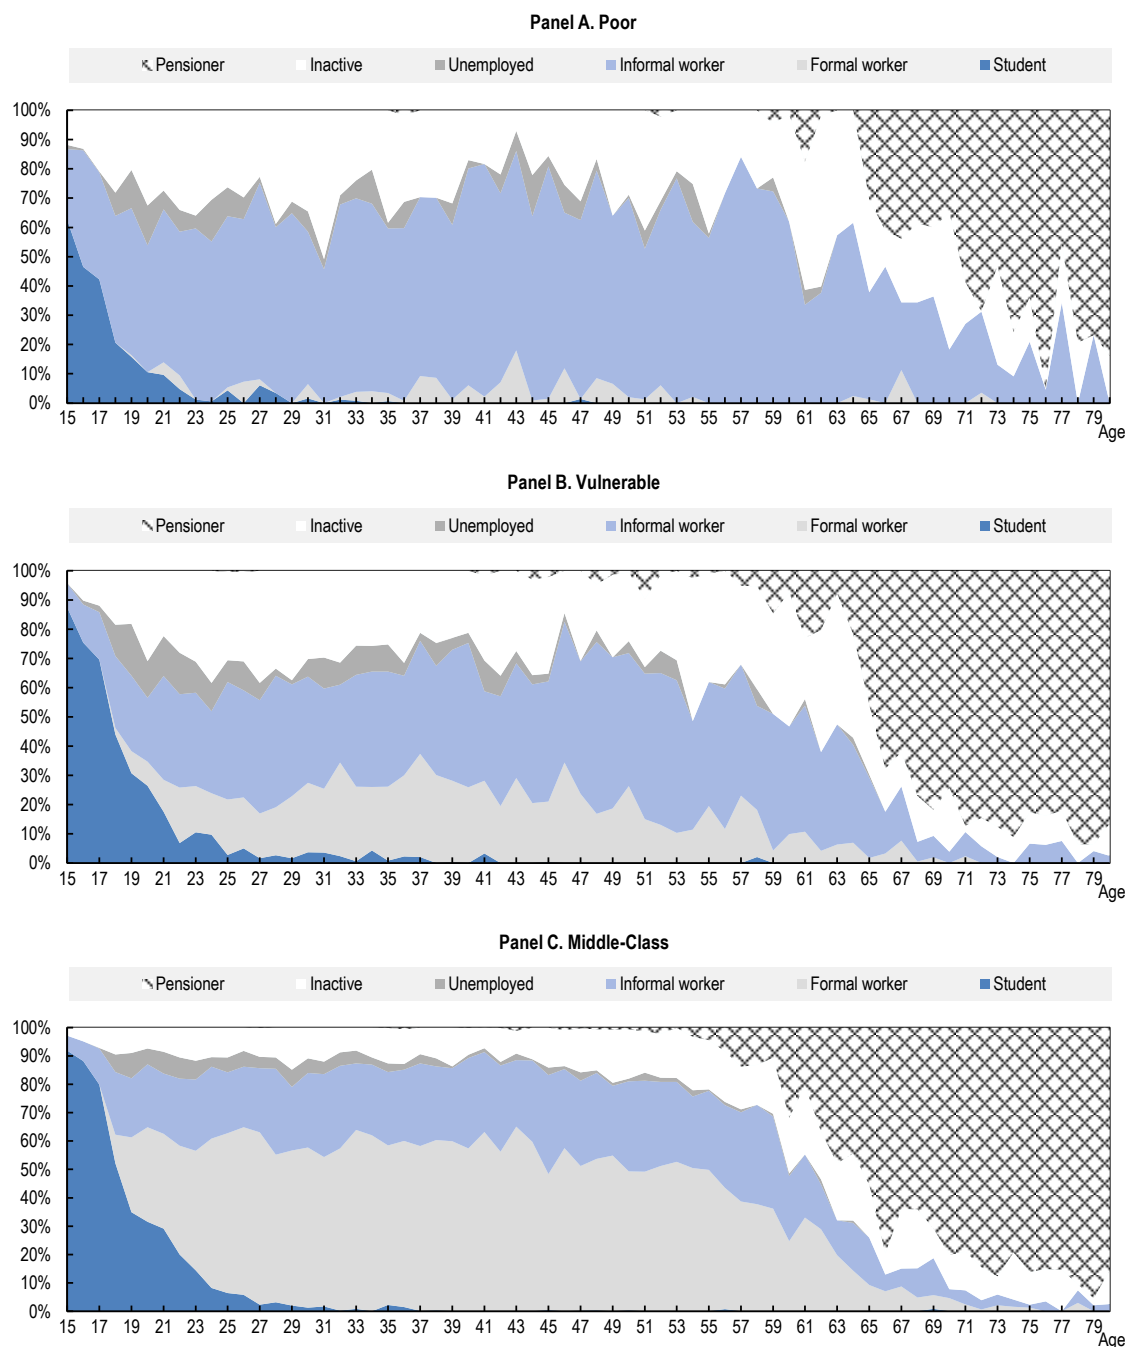 Panel A. Poor
Pensioner Inactive Unemployed Informal worker Formal worker Student
100%
90%
80%
70%
60%
50%
40%
30%
20%
10%
0%
15 17 19 21 23 25 27 29 31 33 35 37 39 41 43 45 47 49 51 53 55 57 59 61 63 65 67 69 71 73 75 77 79
Age
Panel B. Vulnerable
Pensioner Inactive Unemployed Informal worker Formal worker Student
100%
90%
80%
70%
60%
50%
40%
30%
20%
10%
0%
15 17 19 21 23 25 27 29 31 33 35 37 39 41 43 45 47 49 51 53 55 57 59 61 63 65 67 69 71 73 75 77 79
Age
Panel C. Middle-Class
Pensioner Inactive Unemployed Informal worker Formal worker Student
100%
90%
80%
70%
60%
50%
40%
30%
20%
10%
0%
15 17 19 21 23 25 27 29 31 33 35 37 39 41 43 45 47 49 51 53 55 57 59 61 63 65 67 69 71 73 75 77 79
Age